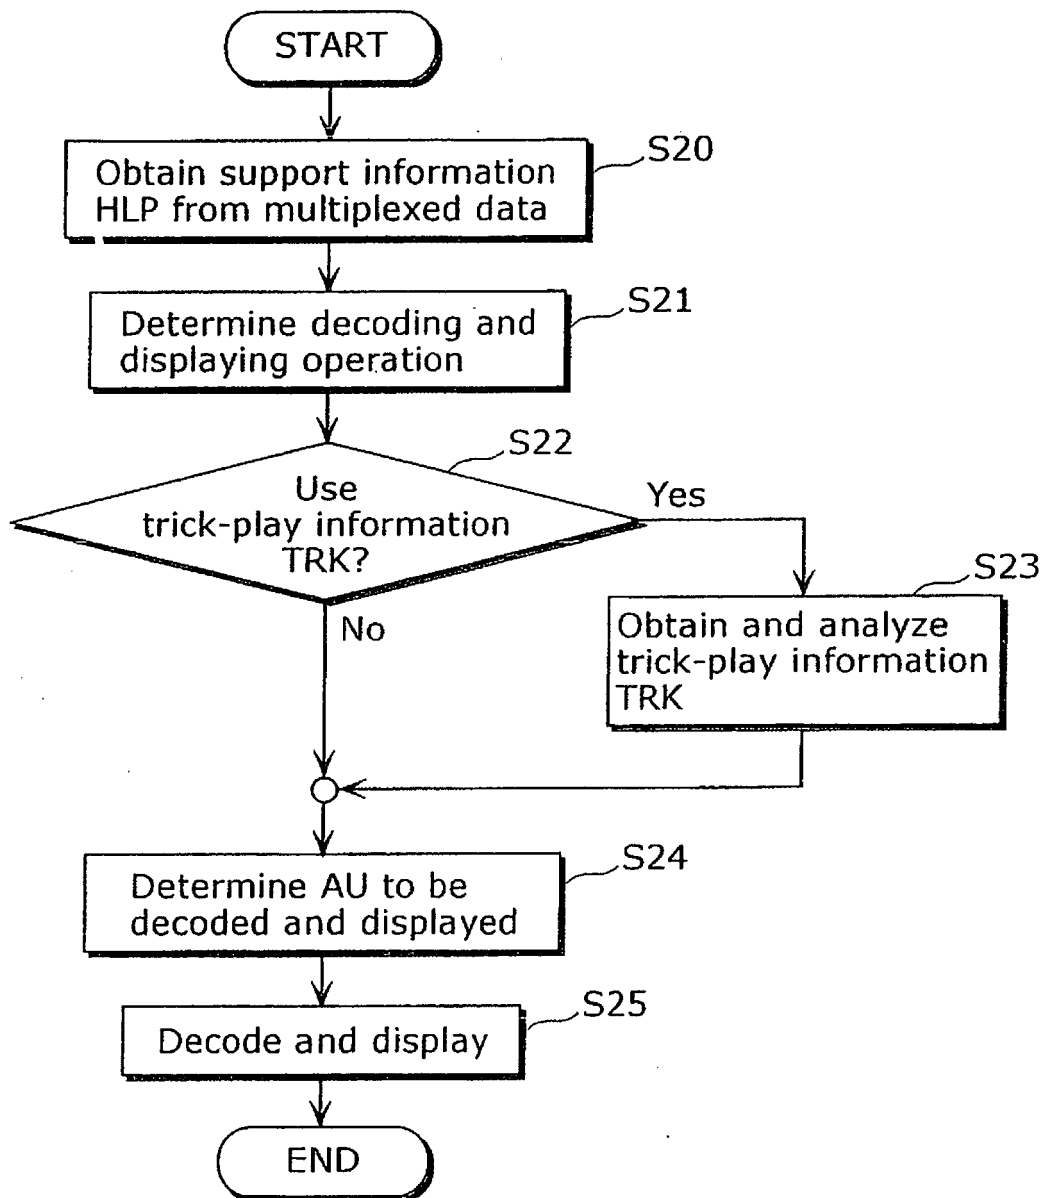 START
S20
Obtain support information
HLP from multiplexed data
S21
Determine decoding and
displaying operation
S22
Use
trick-play information
TRK?
Yes
No
S23
Obtain and analyze
trick-play information
TRK
S24
Determine AU to be
decoded and displayed
S25
Decode and display
END